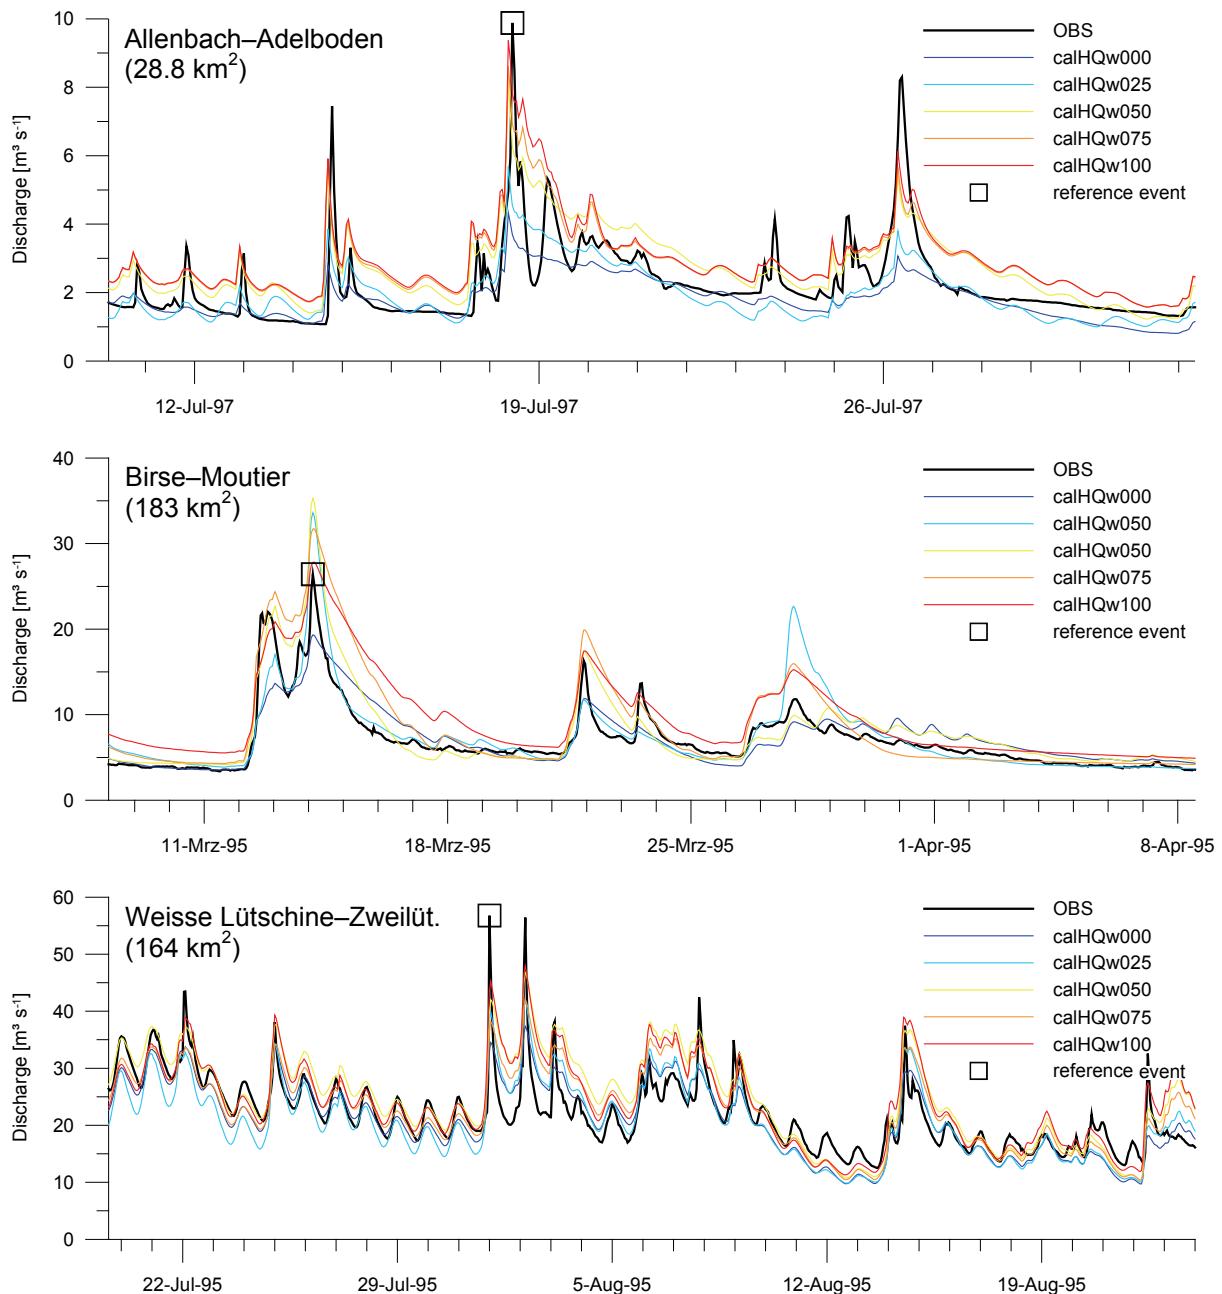 Allenbach–Adelboden
(28.8 km²)
Discharge [m³ s⁻¹]
10
8
6
4
2
0
12-Jul-97
19-Jul-97
26-Jul-97
OBS
calHQw000
calHQw025
calHQw050
calHQw075
calHQw100
reference event
Birse–Moutier
(183 km²)
Discharge [m³ s⁻¹]
40
30
20
10
0
11-Mrz-95
18-Mrz-95
25-Mrz-95
1-Apr-95
8-Apr-95
OBS
calHQw000
calHQw050
calHQw050
calHQw075
calHQw100
reference event
Weisse Lütschine–Zweilüt.
(164 km²)
Discharge [m³ s⁻¹]
60
50
40
30
20
10
0
22-Jul-95
29-Jul-95
5-Aug-95
12-Aug-95
19-Aug-95
OBS
calHQw000
calHQw025
calHQw050
calHQw075
calHQw100
reference event